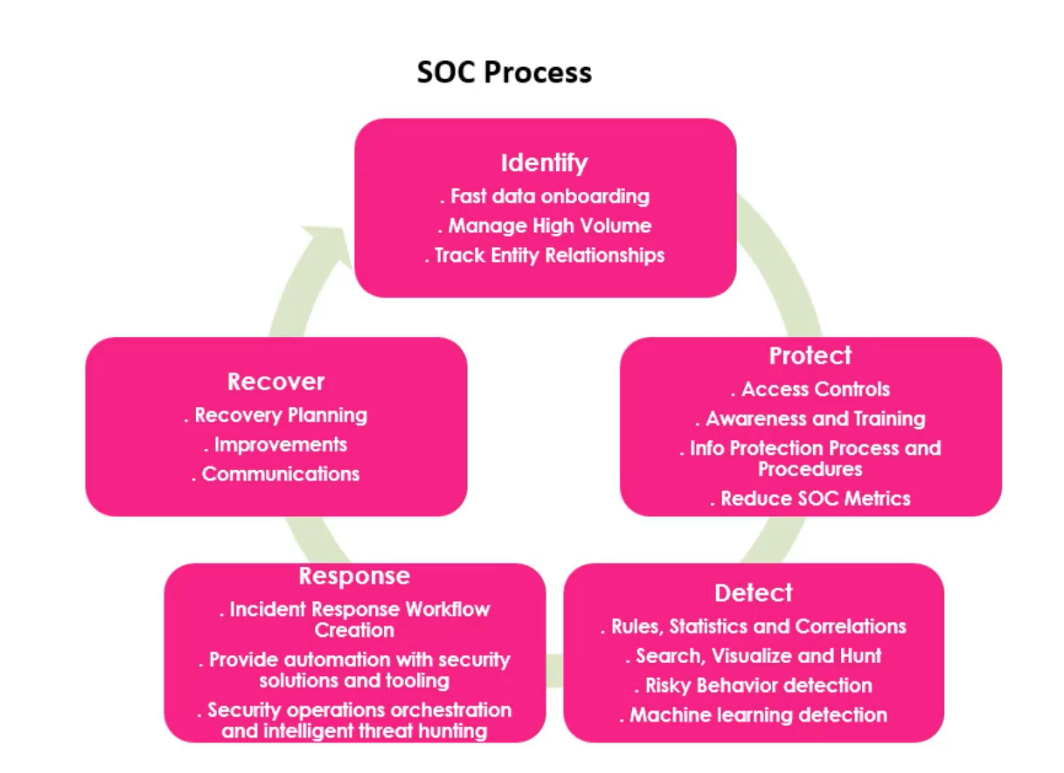 SOC Process
Identify
. Fast data onboarding
. Manage High Volume
. Track Entity Relationships
Protect
. Access Controls
. Awareness and Training
. Info Protection Process and
Procedures
. Reduce SOC Metrics
Detect
. Rules, Statistics and Correlations
. Search, Visualize and Hunt
. Risky Behavior detection
. Machine learning detection
Response
. Incident Response Workflow
Creation
. Provide automation with security
solutions and tooling
. Security operations orchestration
and intelligent threat hunting
Recover
. Recovery Planning
. Improvements
. Communications